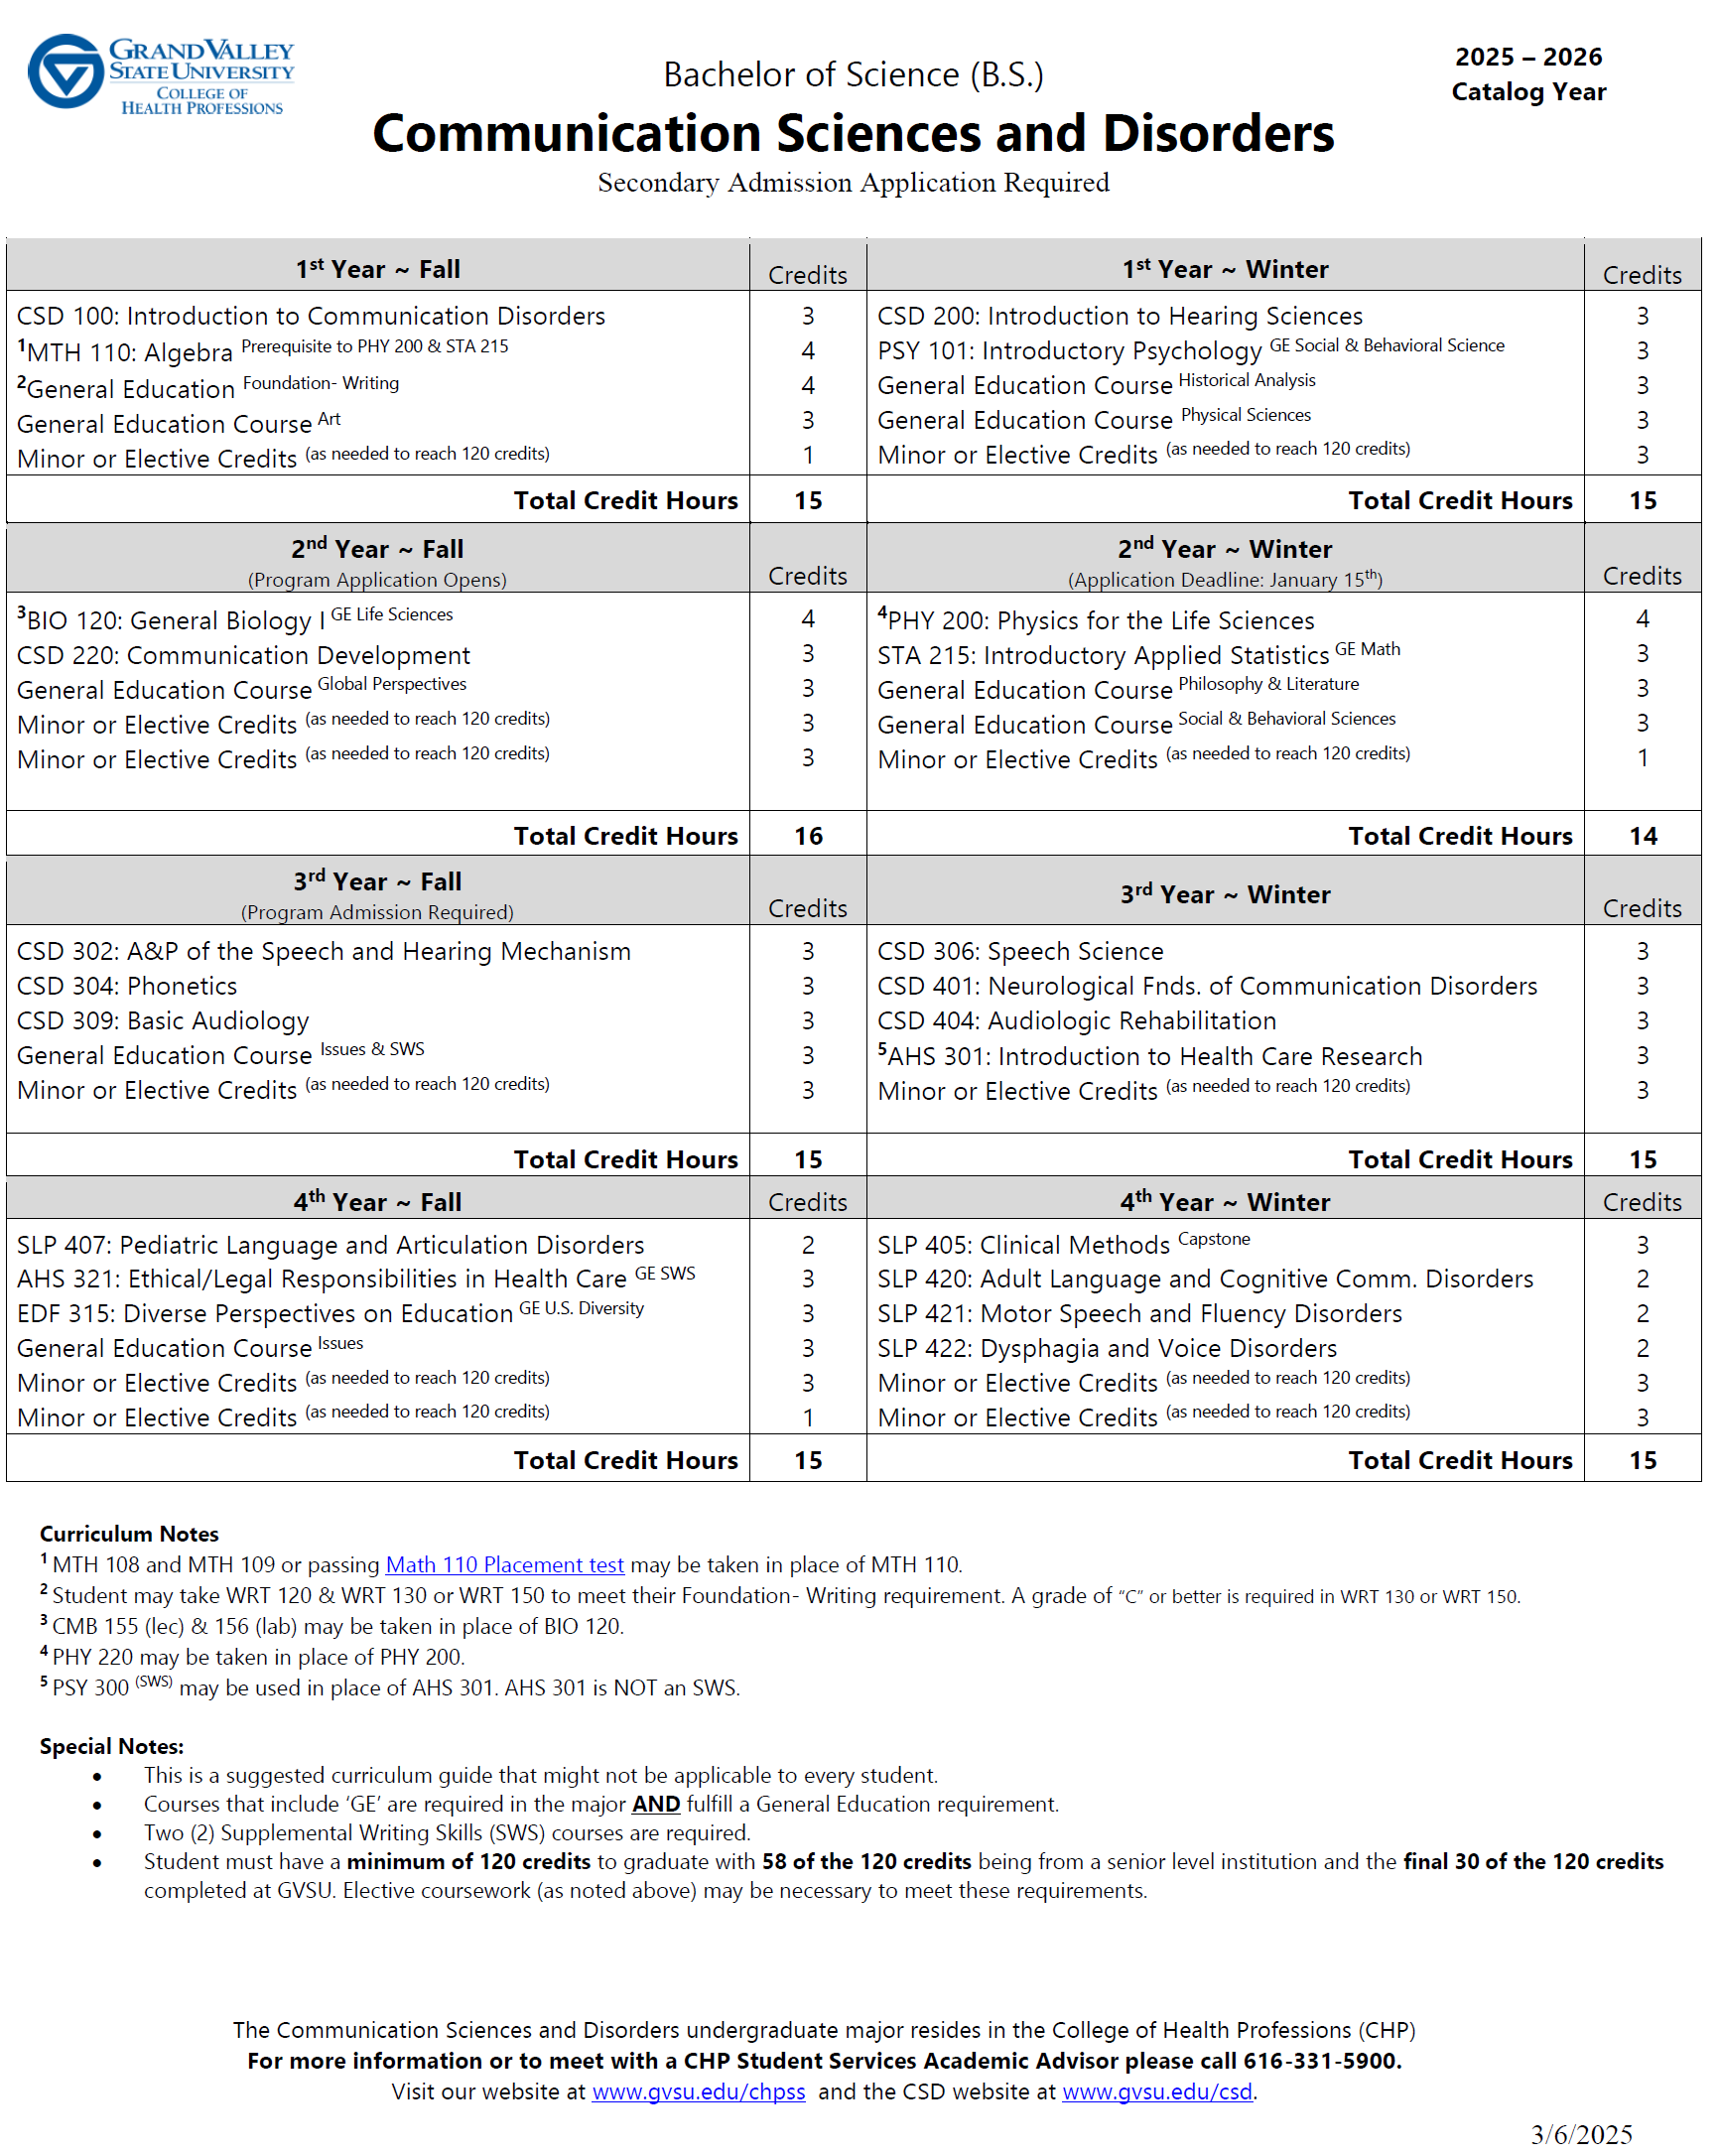 GRANDVALLEY
STATE UNIVERSITY
COLLEGE OF
HEALTH PROFESSIONS
Bachelor of Science (B.S.)
Communication Sciences and Disorders
Secondary Admission Application Required
2025 – 2026
Catalog Year
1st Year ~ Fall Credits
CSD 100: Introduction to Communication Disorders 3
1MTH 110: Algebra Prerequisite to PHY 200 & STA 215 4
2General Education Foundation- Writing 4
General Education Course Art 3
Minor or Elective Credits (as needed to reach 120 credits) 1
Total Credit Hours 15
1st Year ~ Winter Credits
CSD 200: Introduction to Hearing Sciences 3
PSY 101: Introductory Psychology GE Social & Behavioral Science 3
General Education Course Historical Analysis 3
General Education Course Physical Sciences 3
Minor or Elective Credits (as needed to reach 120 credits) 3
Total Credit Hours 15
2nd Year ~ Fall
(Program Application Opens) Credits
3BIO 120: General Biology I GE Life Sciences 4
CSD 220: Communication Development 3
General Education Course Global Perspectives 3
Minor or Elective Credits (as needed to reach 120 credits) 3
Minor or Elective Credits (as needed to reach 120 credits) 3
Total Credit Hours 16
2nd Year ~ Winter
(Application Deadline: January 15th) Credits
4PHY 200: Physics for the Life Sciences 4
STA 215: Introductory Applied Statistics GE Math 3
General Education Course Philosophy & Literature 3
General Education Course Social & Behavioral Sciences 3
Minor or Elective Credits (as needed to reach 120 credits) 1
Total Credit Hours 14
3rd Year ~ Fall
(Program Admission Required) Credits
CSD 302: A&P of the Speech and Hearing Mechanism 3
CSD 304: Phonetics 3
CSD 309: Basic Audiology 3
General Education Course Issues & SWS 3
Minor or Elective Credits (as needed to reach 120 credits) 3
Total Credit Hours 15
3rd Year ~ Winter Credits
CSD 306: Speech Science 3
CSD 401: Neurological Fnds. of Communication Disorders 3
CSD 404: Audiologic Rehabilitation 3
5AHS 301: Introduction to Health Care Research 3
Minor or Elective Credits (as needed to reach 120 credits) 3
Total Credit Hours 15
4th Year ~ Fall Credits
SLP 407: Pediatric Language and Articulation Disorders 2
AHS 321: Ethical/Legal Responsibilities in Health Care GE SWS 3
EDF 315: Diverse Perspectives on Education GE U.S. Diversity 3
General Education Course Issues 3
Minor or Elective Credits (as needed to reach 120 credits) 3
Minor or Elective Credits (as needed to reach 120 credits) 1
Total Credit Hours 15
4th Year ~ Winter Credits
SLP 405: Clinical Methods Capstone 3
SLP 420: Adult Language and Cognitive Comm. Disorders 2
SLP 421: Motor Speech and Fluency Disorders 2
SLP 422: Dysphagia and Voice Disorders 2
Minor or Elective Credits (as needed to reach 120 credits) 3
Minor or Elective Credits (as needed to reach 120 credits) 3
Total Credit Hours 15
Curriculum Notes
1 MTH 108 and MTH 109 or passing Math 110 Placement test may be taken in place of MTH 110.
2 Student may take WRT 120 & WRT 130 or WRT 150 to meet their Foundation- Writing requirement. A grade of “C” or better is required in WRT 130 or WRT 150.
3 CMB 155 (lec) & 156 (lab) may be taken in place of BIO 120.
4 PHY 220 may be taken in place of PHY 200.
5 PSY 300 (SWS) may be used in place of AHS 301. AHS 301 is NOT an SWS.
Special Notes:
• This is a suggested curriculum guide that might not be applicable to every student.
• Courses that include ‘GE’ are required in the major AND fulfill a General Education requirement.
• Two (2) Supplemental Writing Skills (SWS) courses are required.
• Student must have a minimum of 120 credits to graduate with 58 of the 120 credits being from a senior level institution and the final 30 of the 120 credits
completed at GVSU. Elective coursework (as noted above) may be necessary to meet these requirements.
The Communication Sciences and Disorders undergraduate major resides in the College of Health Professions (CHP)
For more information or to meet with a CHP Student Services Academic Advisor please call 616-331-5900.
Visit our website at www.gvsu.edu/chpss and the CSD website at www.gvsu.edu/csd.
3/6/2025